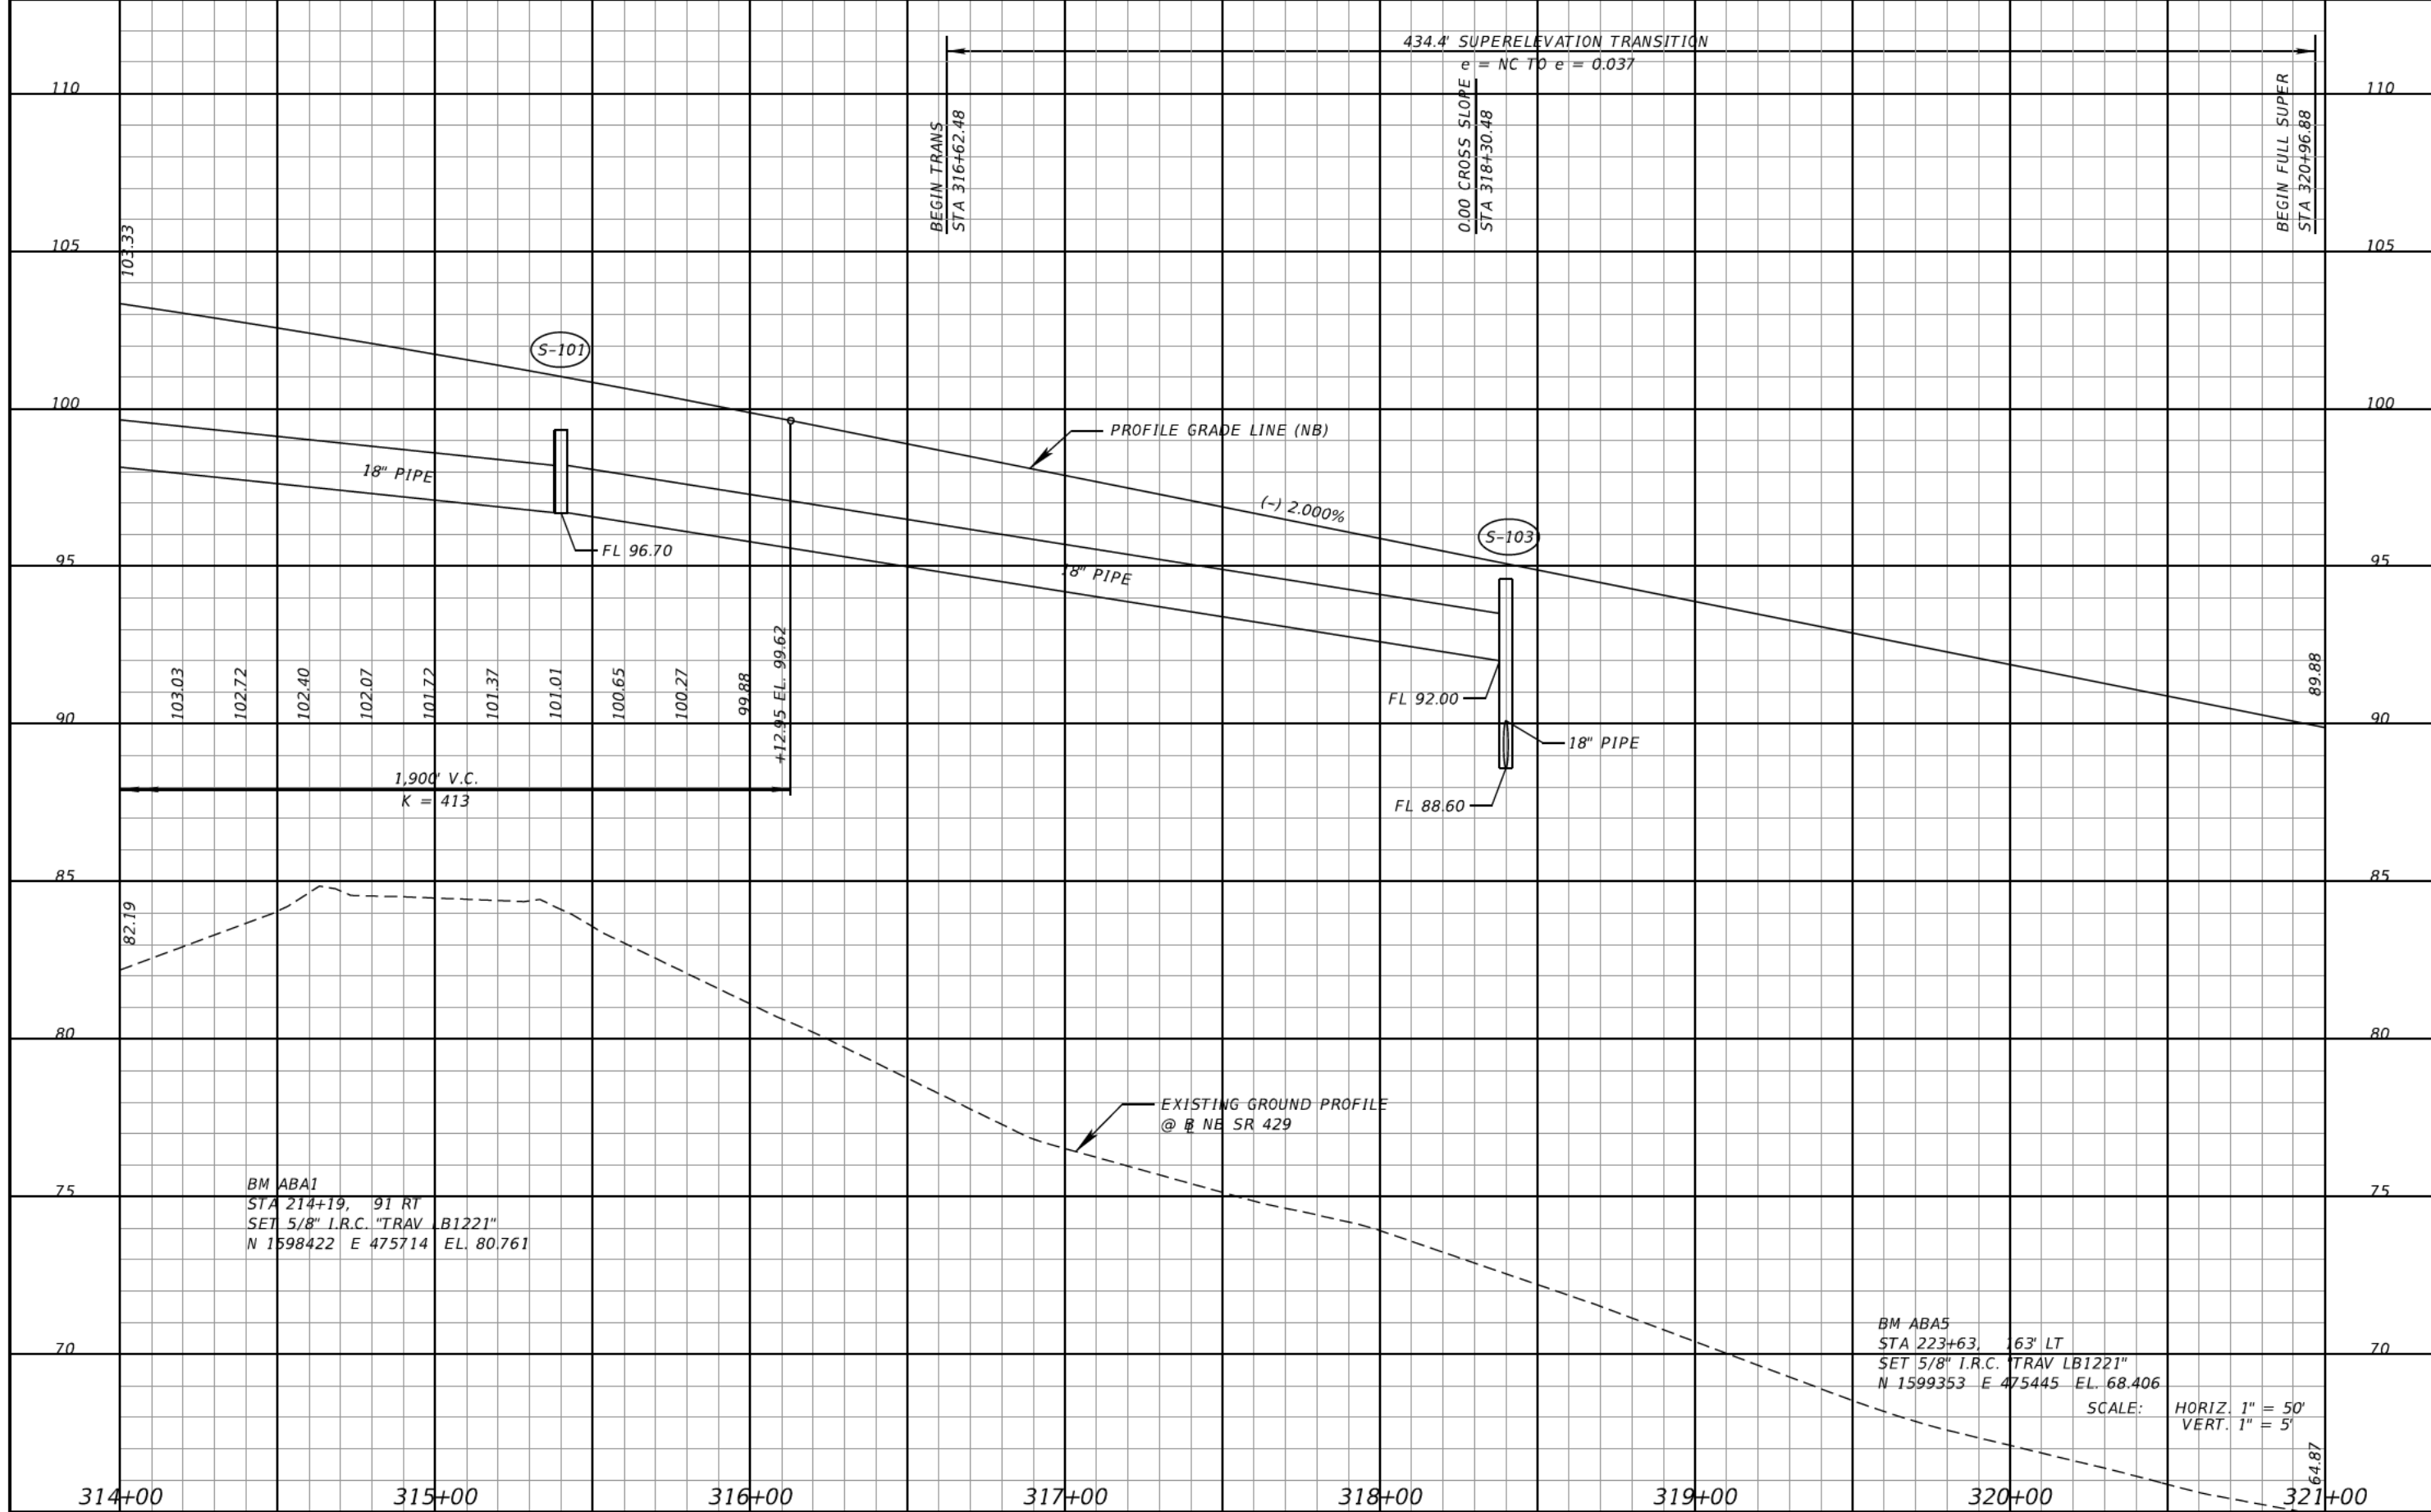 434.4' SUPERELEVATION TRANSITION
e = NC TO e = 0.037
BEGIN TRANS
STA 316+62.48
0.00 CROSS SLOPE
STA 318+30.48
BEGIN FULL SUPER
STA 320+96.88
110
110
105
105
103.33
S-101
100
100
PROFILE GRADE LINE (NB)
18" PIPE
(-) 2.000%
S-103
FL 96.70
95
95
18" PIPE
103.03
102.72
102.40
102.07
101.72
101.37
101.01
100.65
100.27
99.88
+12.95 EL. 99.62
89.88
FL 92.00
90
90
18" PIPE
1,900' V.C.
K = 413
FL 88.60
85
85
82.19
80
80
EXISTING GROUND PROFILE
@ BL NB SR 429
75
75
BM ABA1
STA 214+19, 91 RT
SET 5/8" I.R.C. "TRAV LB1221"
N 1598422 E 475714 EL. 80.761
70
70
BM ABA5
STA 223+63, 163' LT
SET 5/8" I.R.C. "TRAV LB1221"
N 1599353 E 475445 EL. 68.406
SCALE: HORIZ. 1" = 50'
VERT. 1" = 5'
64.87
314+00
315+00
316+00
317+00
318+00
319+00
320+00
321+00